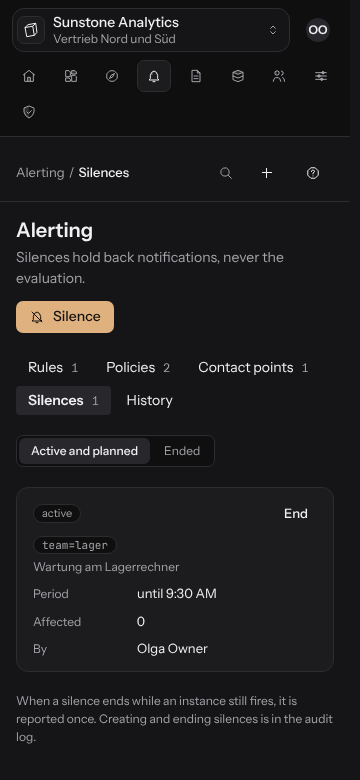 Sunstone Analytics
Vertrieb Nord und Süd
OO
Alerting / Silences
Alerting
Silences hold back notifications, never the
evaluation.
Silence
Rules 1 Policies 2 Contact points 1
Silences 1 History
Active and planned Ended
active End
team=lager
Wartung am Lagerrechner
Period until 9:30 AM
Affected 0
By Olga Owner
When a silence ends while an instance still fires, it is
reported once. Creating and ending silences is in the audit
log.